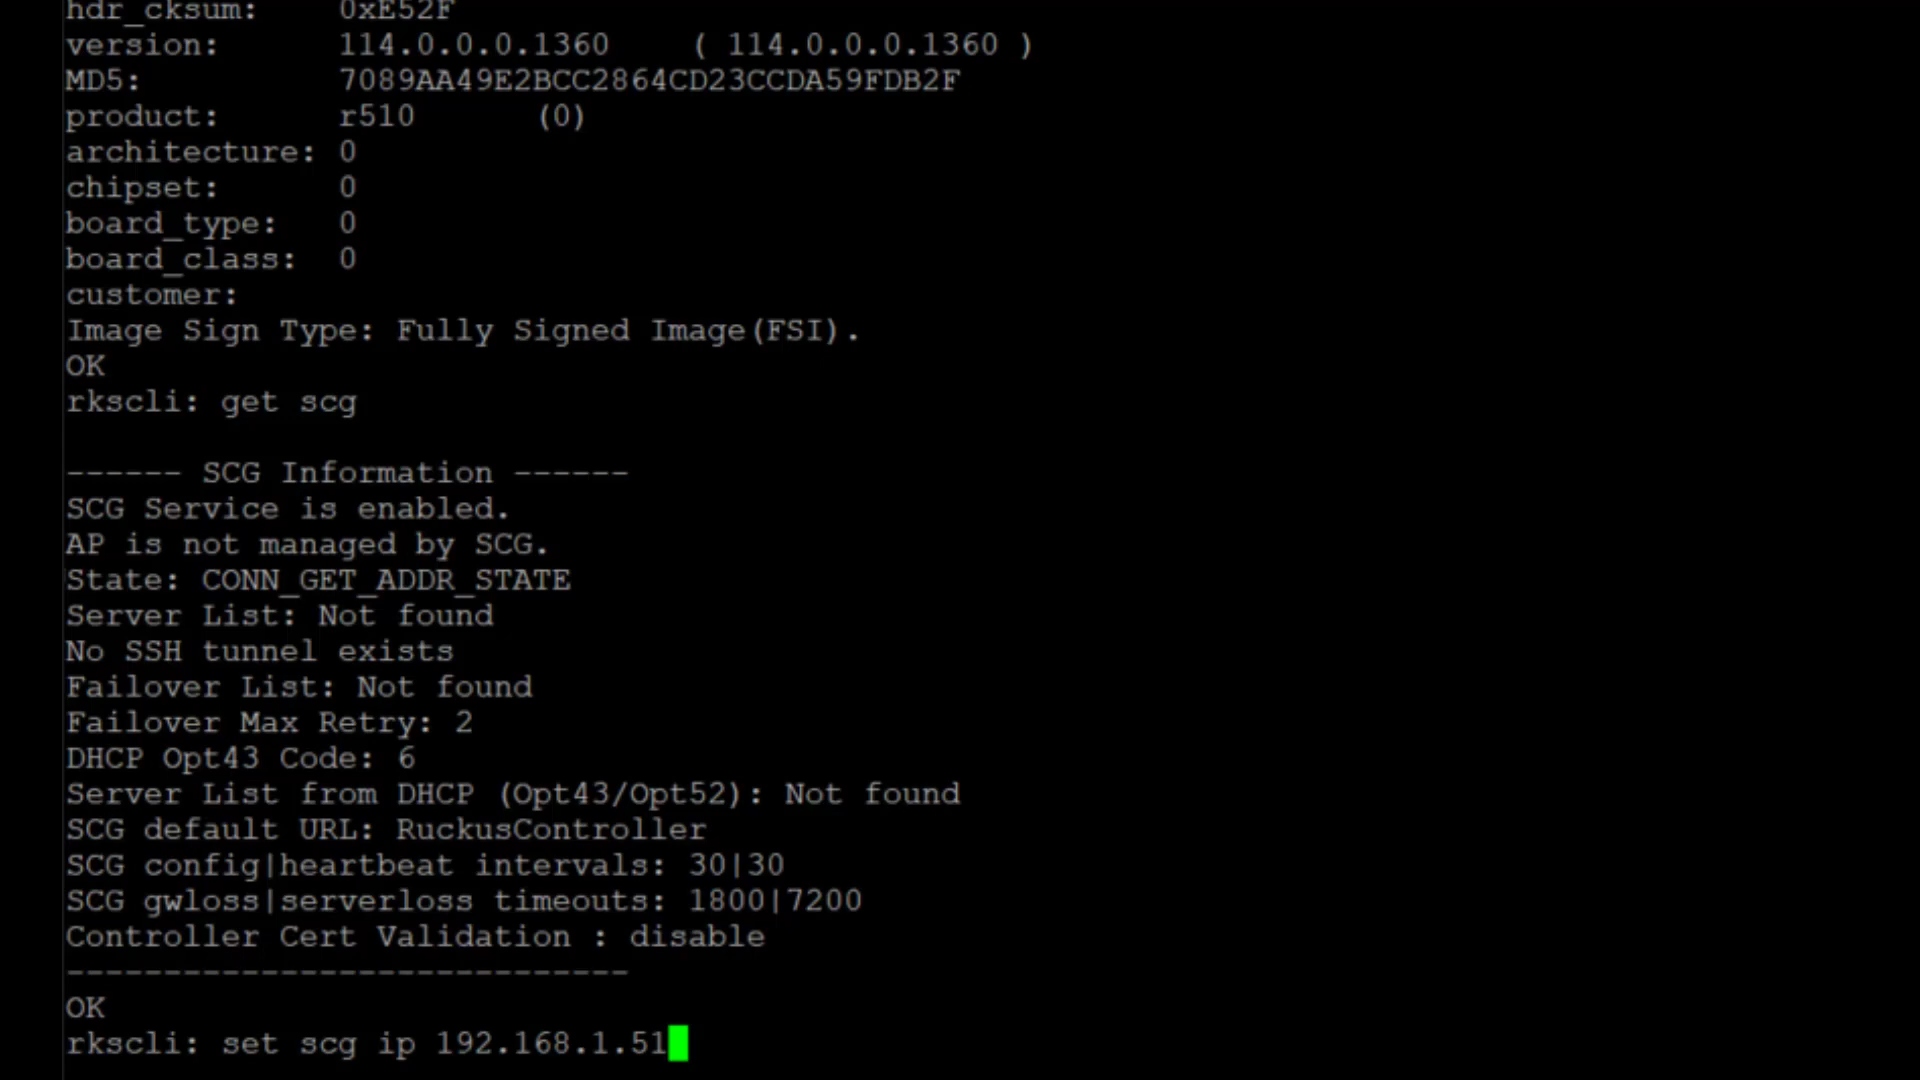 hdr_cksum: 0xE52F
version: 114.0.0.0.1360 ( 114.0.0.0.1360 )
MD5: 7089AA49E2BCC2864CD23CCDA59FDB2F
product: r510 (0)
architecture: 0
chipset: 0
board_type: 0
board_class: 0
customer:
Image Sign Type: Fully Signed Image(FSI).
OK
rkscli: get scg
------ SCG Information ------
SCG Service is enabled.
AP is not managed by SCG.
State: CONN_GET_ADDR_STATE
Server List: Not found
No SSH tunnel exists
Failover List: Not found
Failover Max Retry: 2
DHCP Opt43 Code: 6
Server List from DHCP (Opt43/Opt52): Not found
SCG default URL: RuckusController
SCG config|heartbeat intervals: 30|30
SCG gwloss|serverloss timeouts: 1800|7200
Controller Cert Validation : disable
-----------------------------
OK
rkscli: set scg ip 192.168.1.51